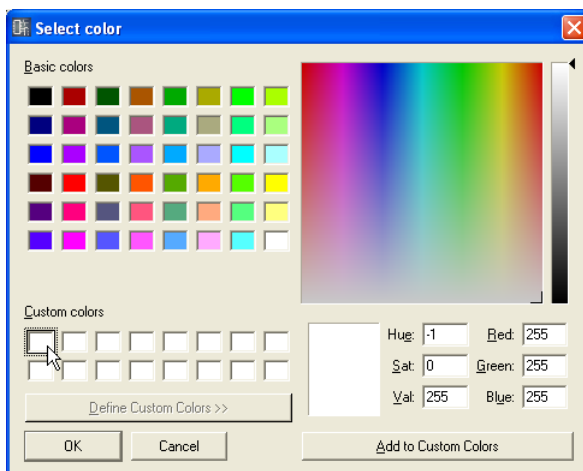 Select color
Basic colors
Custom colors
Hue: -1 Red: 255
Sat: 0 Green: 255
Val: 255 Blue: 255
Define Custom Colors >>
OK Cancel Add to Custom Colors